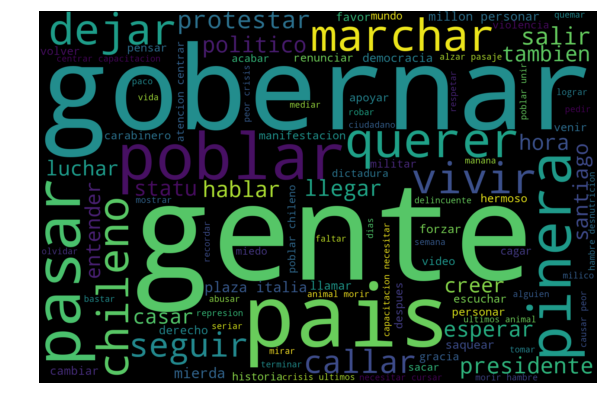 dejar
protestar
favor
mundo
millon personar
violencia
quemar
volver
politico
marchar
salir
pensar
acabar
renunciar
democracia
alzar pasaje
tambien
centrar capacitacion
gobernar
paco
vida
atencion centrar
peor crisis
apoyar
respetar
poblar unir
lograr
pedir
mediar
robar
ciudadano
carabinero
manifestacion
querer
hora
venir
poblar
luchar
dictadura
militar
manana
statu
hablar
llegar
vivir
santiago
pinera
hambre desnutricion
pasar
chileno
entender
mostrar
recordar
miedo
poblar chileno
gente
faltar
dias
delincuente
hermoso
forzar
cagar
semana
olvidar
plaza italia
llamar
capacitacion necesitar
despues
video
creer
milico
bastar
abusar
animal morir
pais
escuchar
alguien
causar peor
casar
derecho
represion
personar
ultimos animal
seguir
seriar
mirar
callar
esperar
saquear
tomar
cambiar
mierda
terminar
gracia
presidente
historia
crisis ultimos
sacar
necesitar cursar
morir hambre